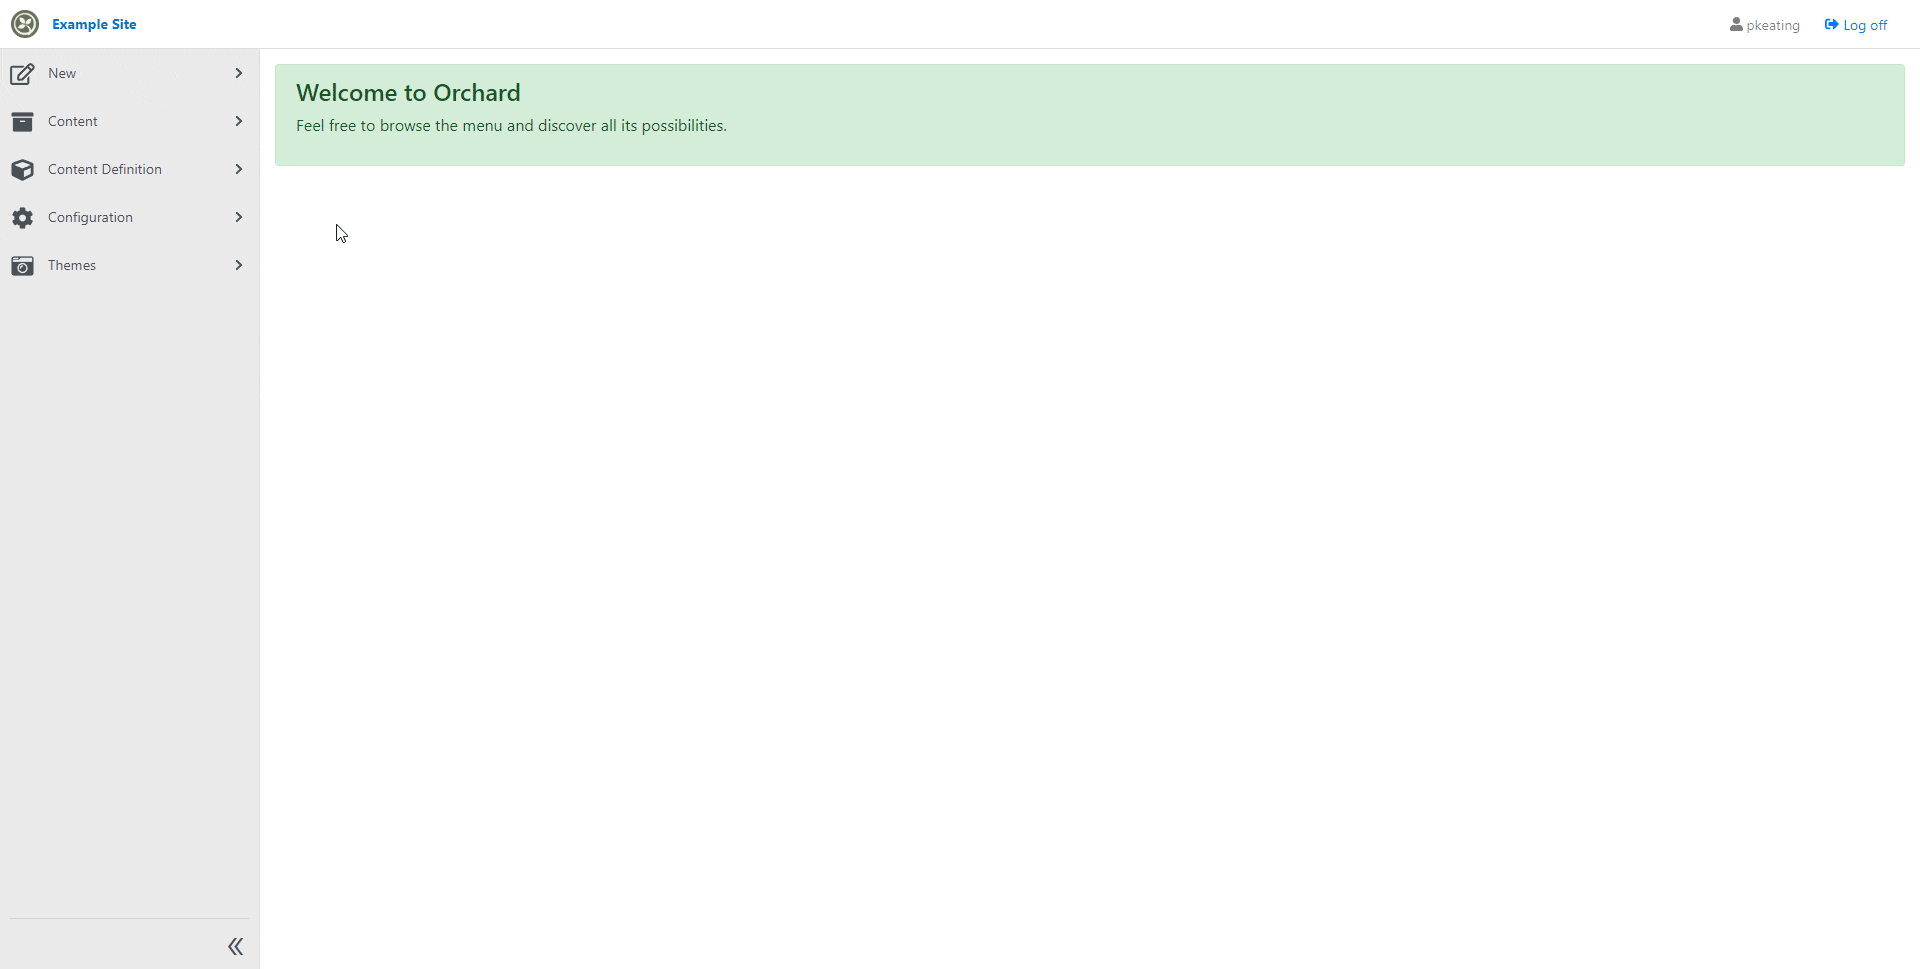 Example Site
pkeating
Log off
New
Content
Content Definition
Configuration
Themes
Welcome to Orchard
Feel free to browse the menu and discover all its possibilities.